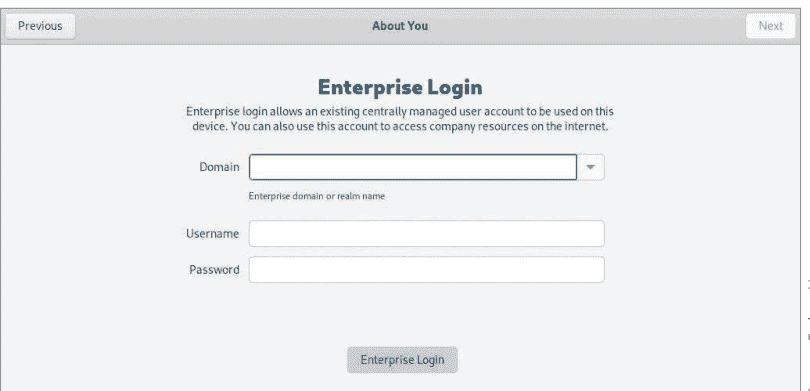 Previous
About You
Next
Enterprise Login
Enterprise login allows an existing centrally managed user account to be used on this
device. You can also use this account to access company resources on the internet.
Domain
Enterprise domain or realm name
Username
Password
Enterprise Login